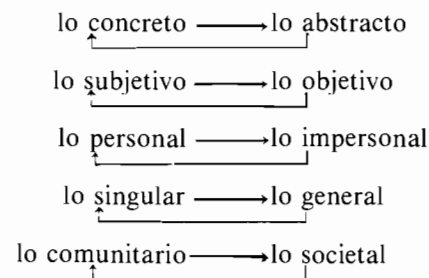 lo concreto lo abstracto
lo subjetivo lo objetivo
lo personal lo impersonal
lo singular lo general
lo comunitario lo societal